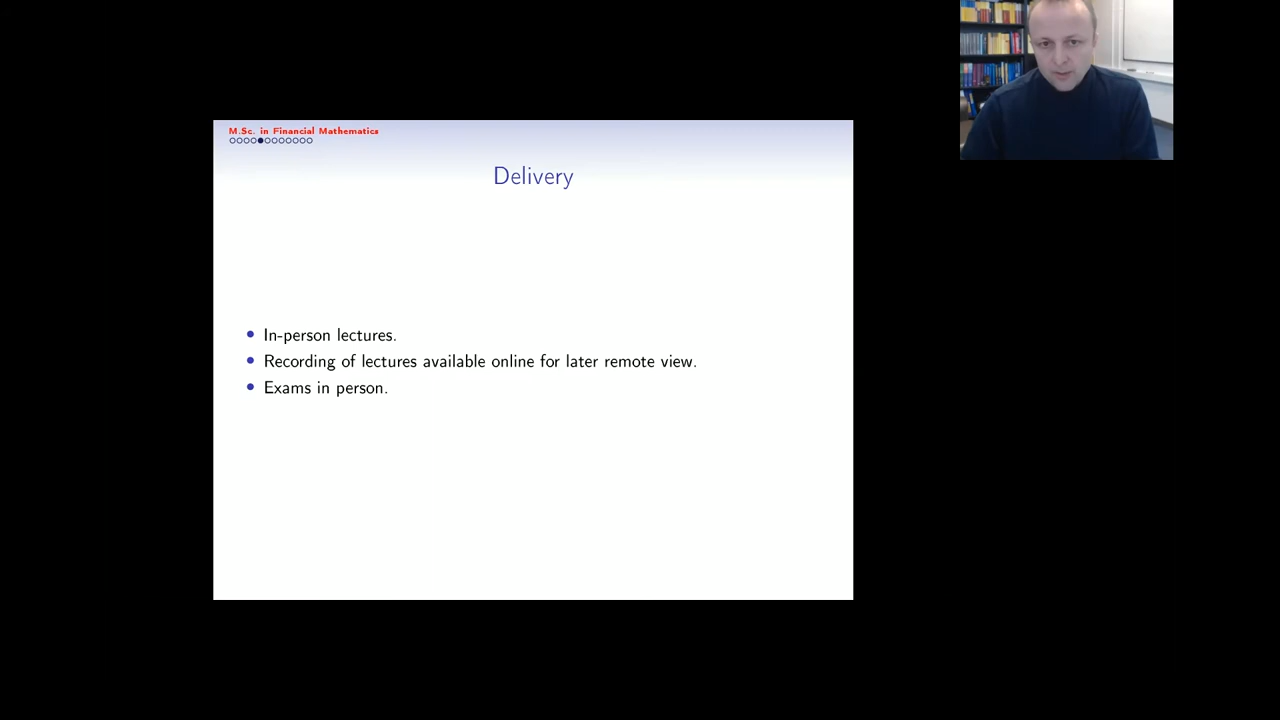 M.Sc. in Financial Mathematics
Delivery
• In-person lectures.
• Recording of lectures available online for later remote view.
• Exams in person.